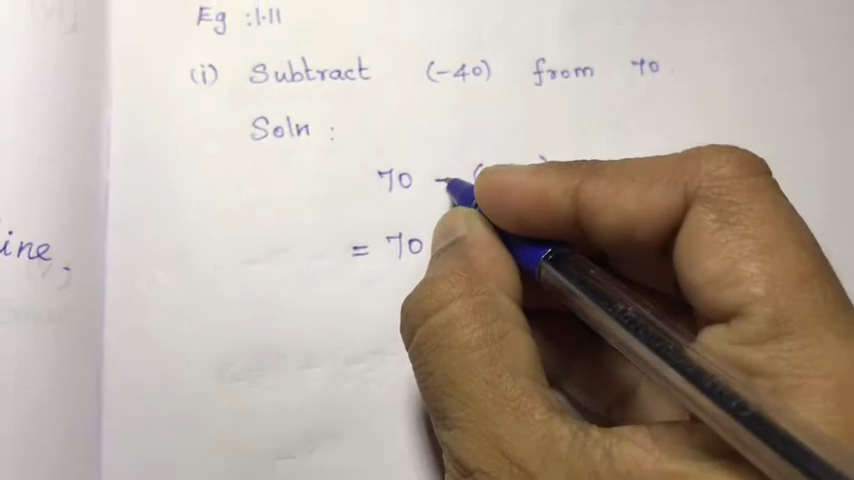 Eg : 1.11
(i) Subtract (-40) from 70
Soln :
70 - (
= 70
ine,